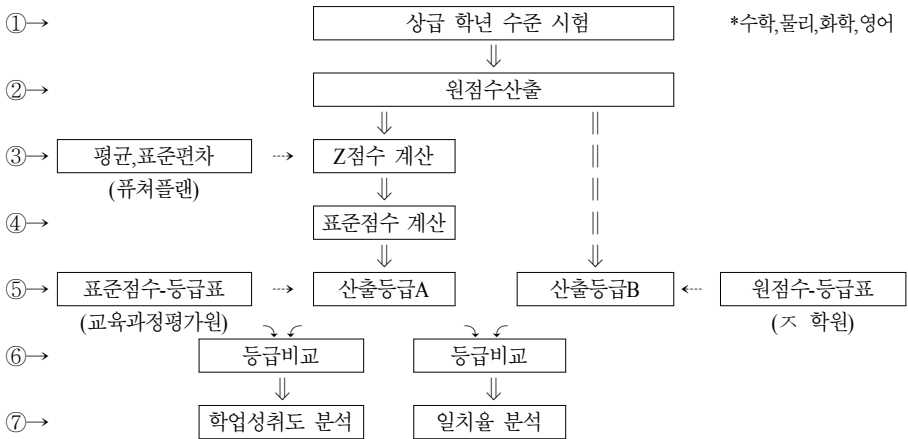 ①→ 상급 학년 수준 시험 *수학,물리,화학,영어
②→ 원점수산출
③→ 평균,표준편차 Z점수 계산
(퓨쳐플랜)
④→ 표준점수 계산
⑤→ 표준점수-등급표 산출등급A 산출등급B 원점수-등급표
(교육과정평가원) (ㅈ 학원)
⑥→ 등급비교 등급비교
⑦→ 학업성취도 분석 일치율 분석